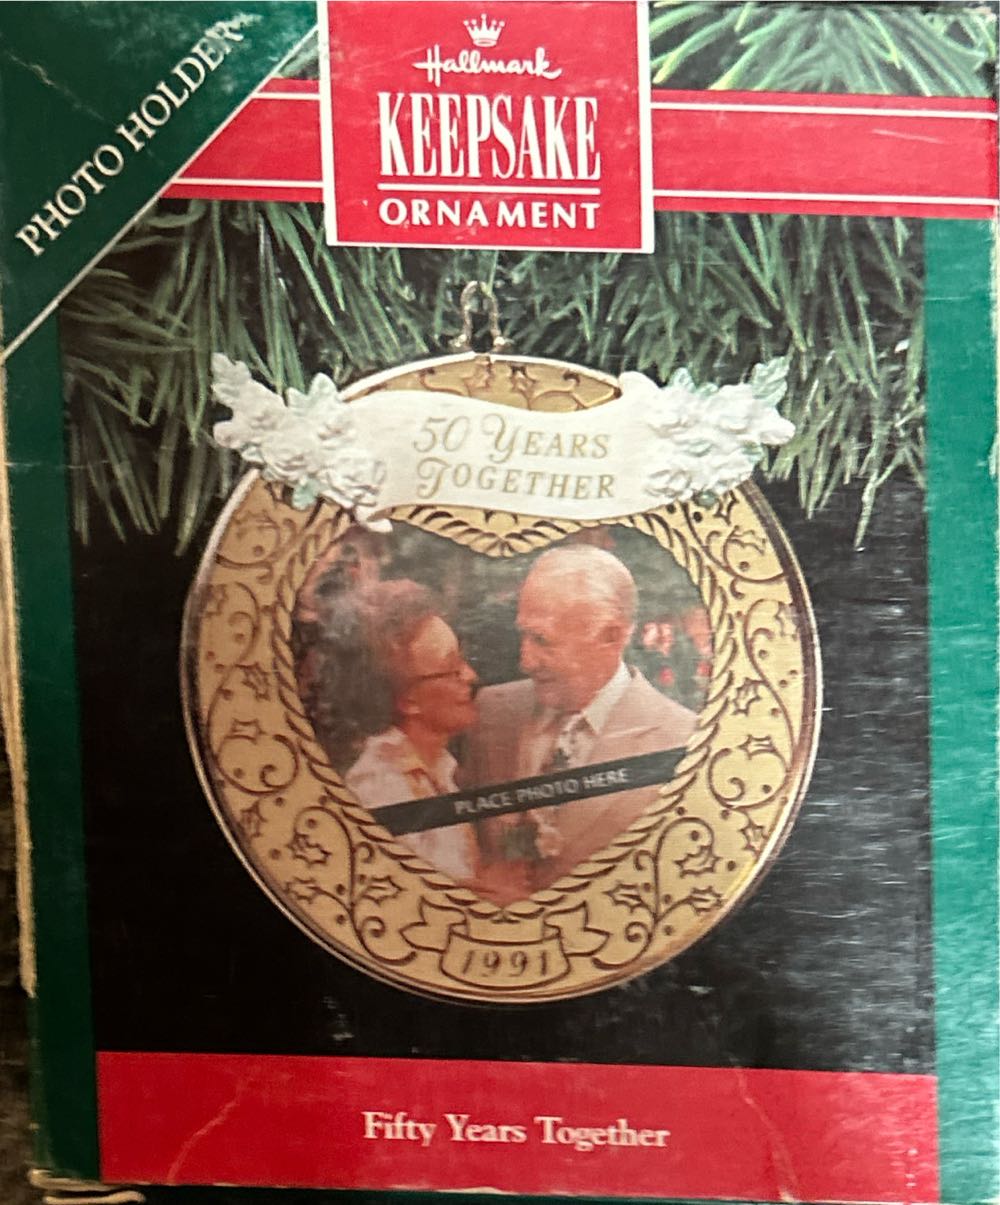 PHOTO HOLDER
Hallmark
KEEPSAKE
ORNAMENT
50 YEARS
TOGETHER
PLACE PHOTO HERE
1991
Fifty Years Together